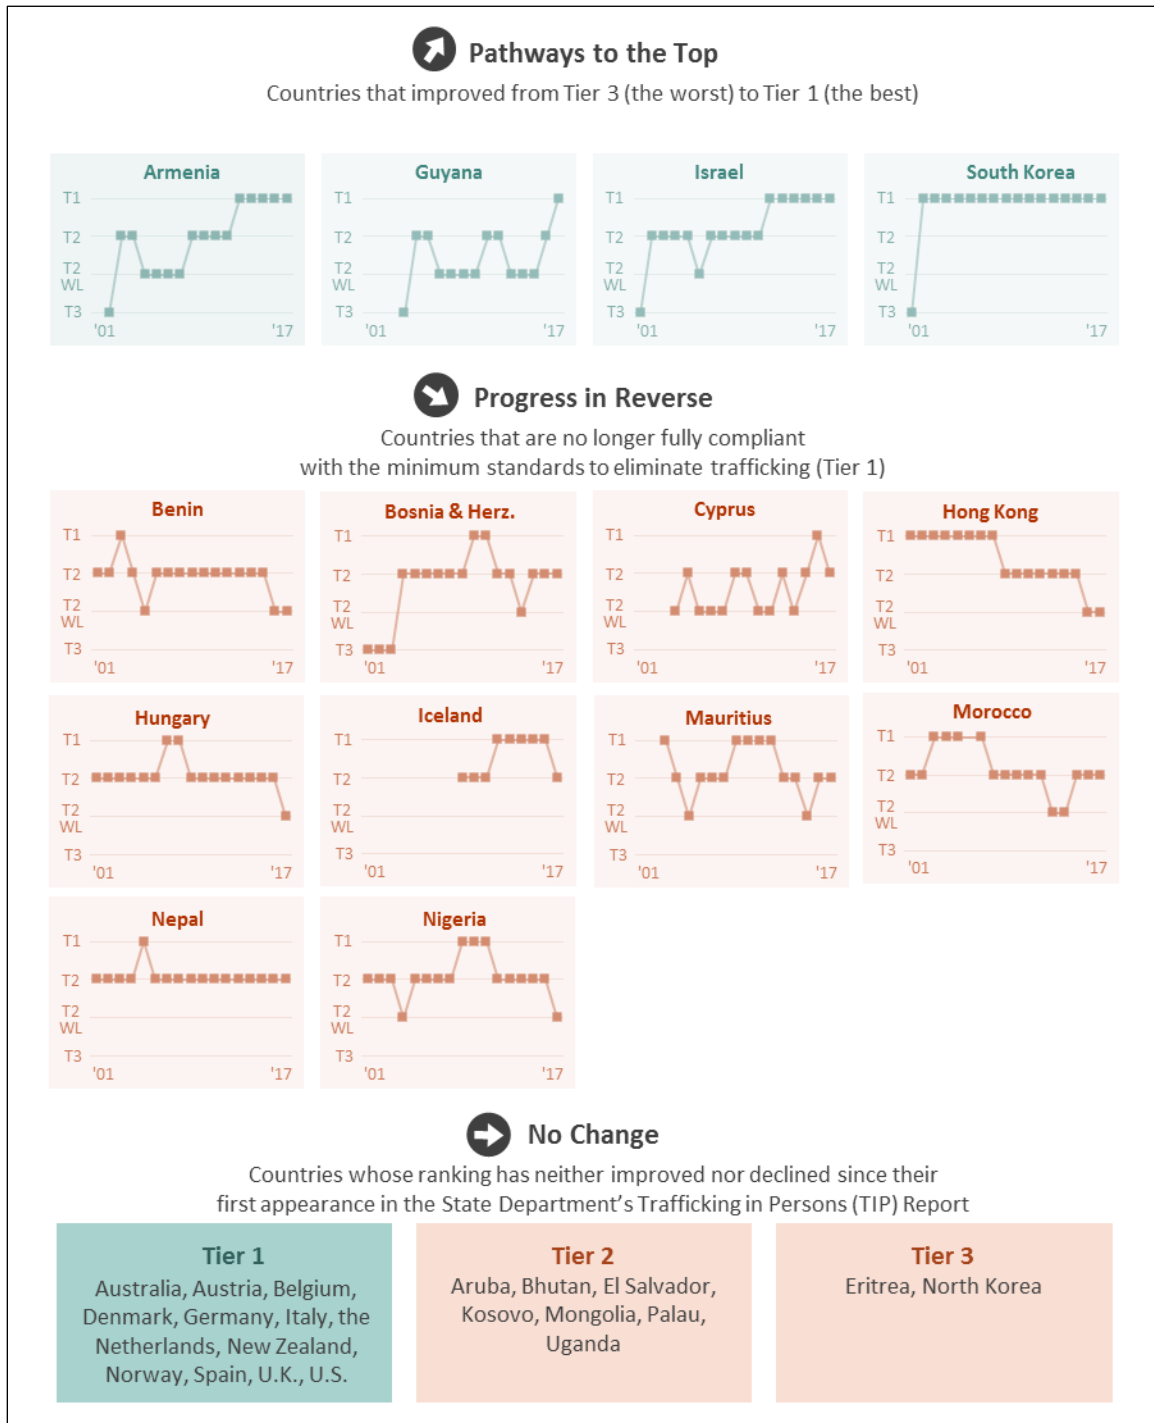 Pathways to the Top
Countries that improved from Tier 3 (the worst) to Tier 1 (the best)
Armenia
T1
T2
T2
WL
T3
'01
'17
Guyana
T1
T2
T2
WL
T3
'01
'17
Israel
T1
T2
T2
WL
T3
'01
'17
South Korea
T1
T2
T2
WL
T3
'01
'17
Progress in Reverse
Countries that are no longer fully compliant
with the minimum standards to eliminate trafficking (Tier 1)
Benin
T1
T2
T2
WL
T3
'01
'17
Bosnia & Herz.
T1
T2
T2
WL
T3
'01
'17
Cyprus
T1
T2
T2
WL
T3
'01
'17
Hong Kong
T1
T2
T2
WL
T3
'01
'17
Hungary
T1
T2
T2
WL
T3
'01
'17
Iceland
T1
T2
T2
WL
T3
'01
'17
Mauritius
T1
T2
T2
WL
T3
'01
'17
Morocco
T1
T2
T2
WL
T3
'01
'17
Nepal
T1
T2
T2
WL
T3
'01
'17
Nigeria
T1
T2
T2
WL
T3
'01
'17
No Change
Countries whose ranking has neither improved nor declined since their
first appearance in the State Department's Trafficking in Persons (TIP) Report
Tier 1
Australia, Austria, Belgium,
Denmark, Germany, Italy, the
Netherlands, New Zealand,
Norway, Spain, U.K., U.S.
Tier 2
Aruba, Bhutan, El Salvador,
Kosovo, Mongolia, Palau,
Uganda
Tier 3
Eritrea, North Korea